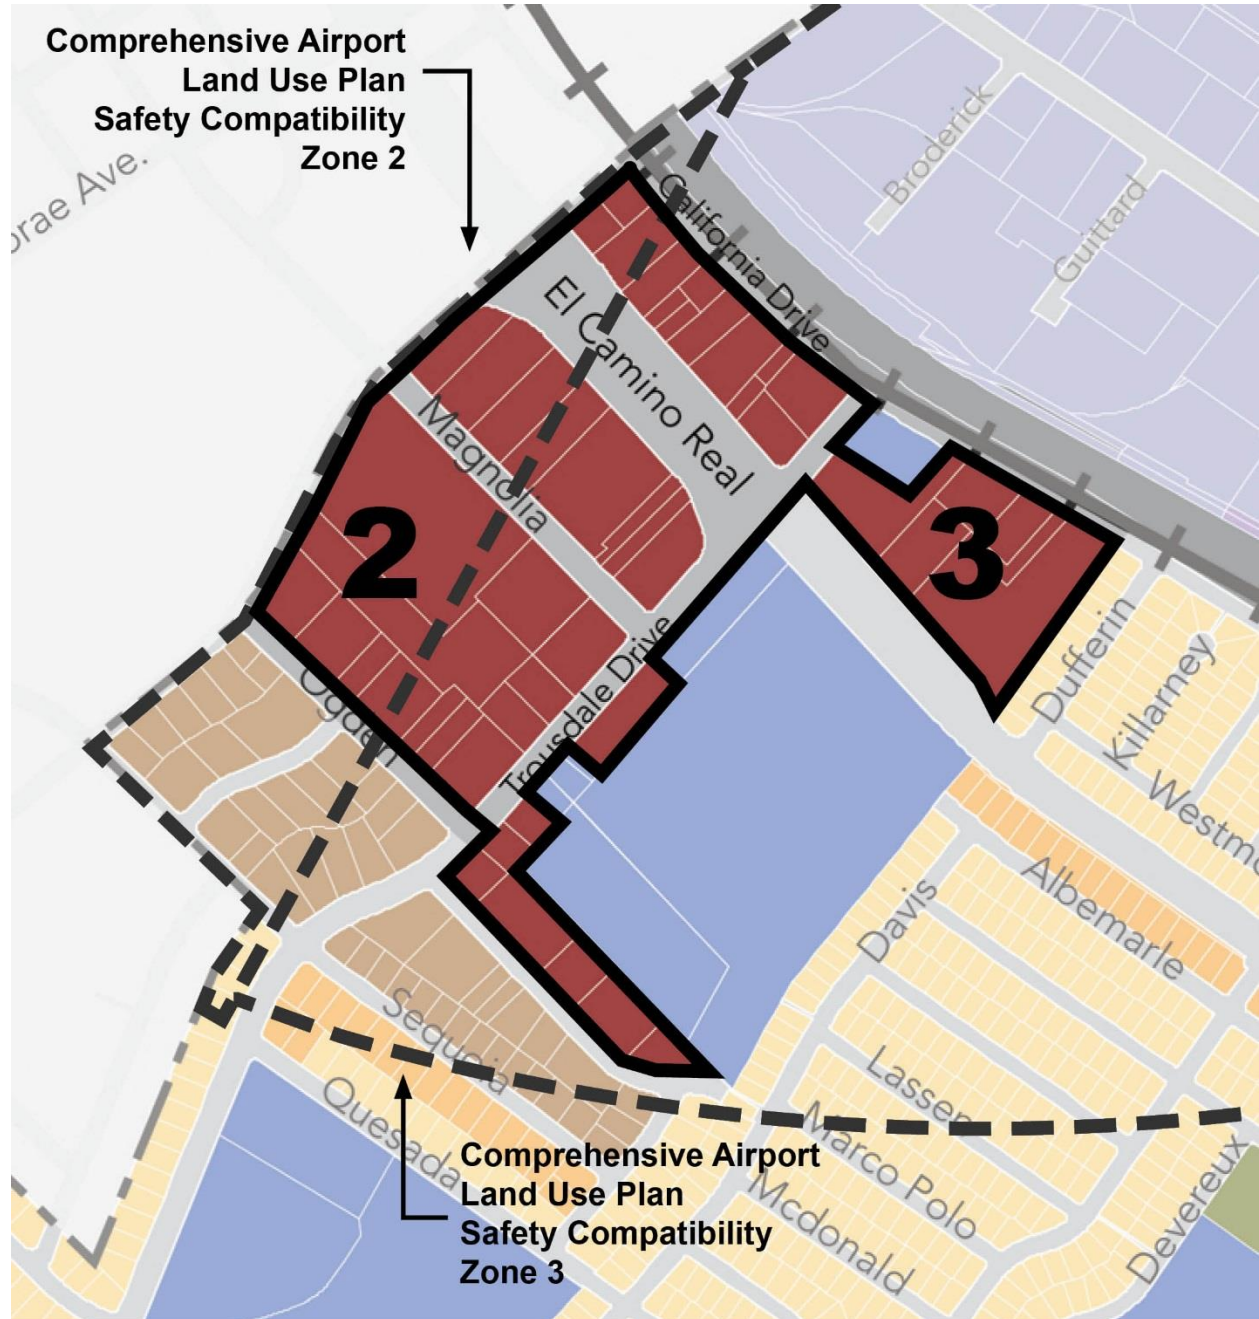 Comprehensive Airport
Land Use Plan
Safety Compatibility
Zone 2
brae Ave.
Broderick
Guittard
California Drive
El Camino Real
Magnolia
2
3
Ogden
Trousdale Drive
Dufferin
Killarney
Albemarle
Davis
Sequoia
Lassen
Quesada
Marco Polo
Mcdonald
Devereux
Comprehensive Airport
Land Use Plan
Safety Compatibility
Zone 3